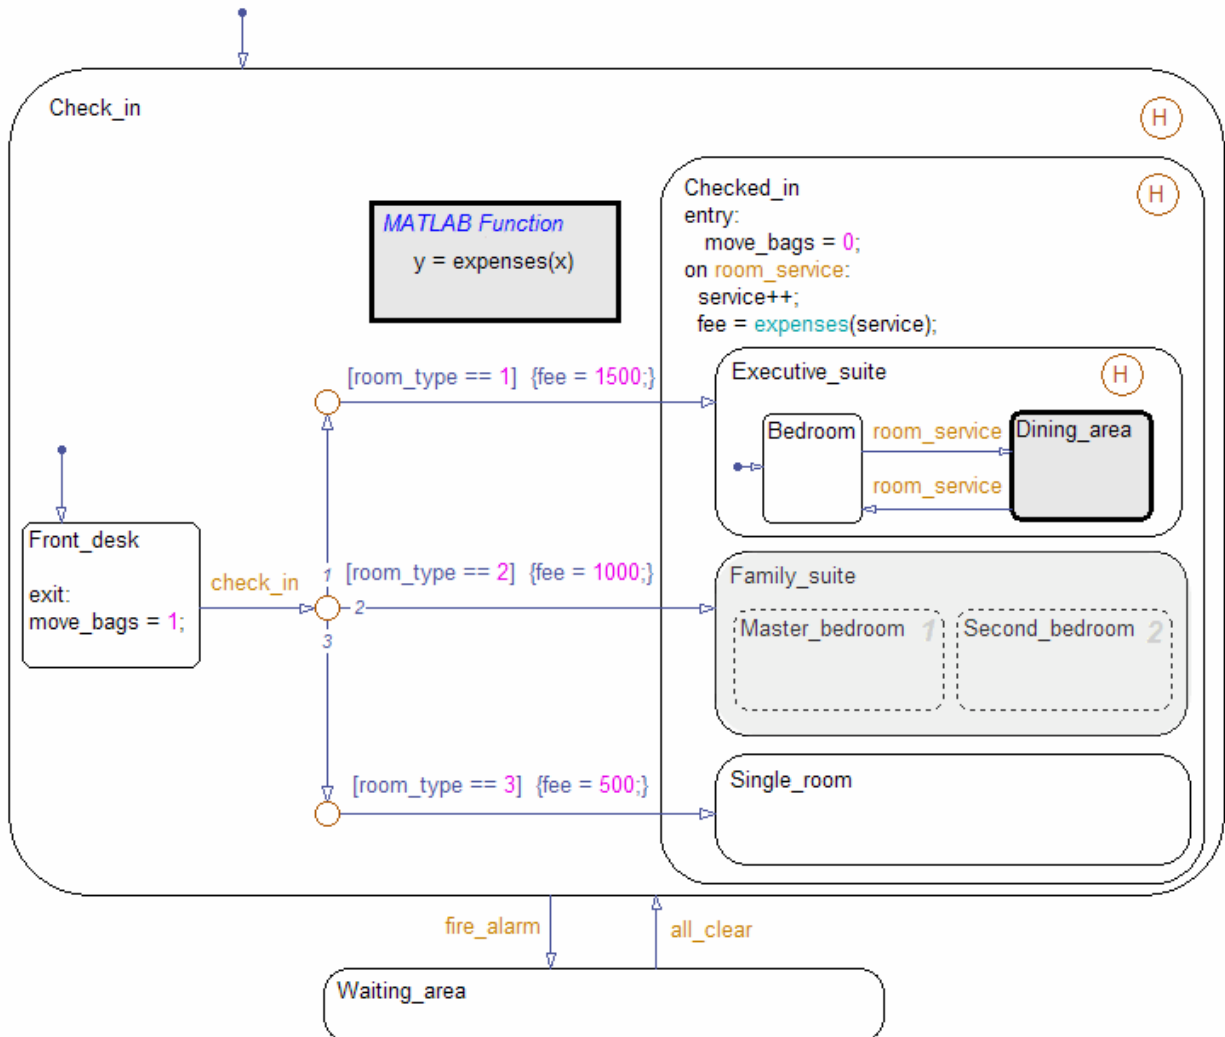 Check_in
H
Checked_in
H
entry:
move_bags = 0;
on room_service:
service++;
fee = expenses(service);
MATLAB Function
y = expenses(x)
[room_type == 1] {fee = 1500;}
Executive_suite
H
Bedroom
room_service
Dining_area
room_service
Front_desk
exit:
move_bags = 1;
check_in
1
2
3
[room_type == 2] {fee = 1000;}
Family_suite
Master_bedroom 1
Second_bedroom 2
[room_type == 3] {fee = 500;}
Single_room
fire_alarm
all_clear
Waiting_area